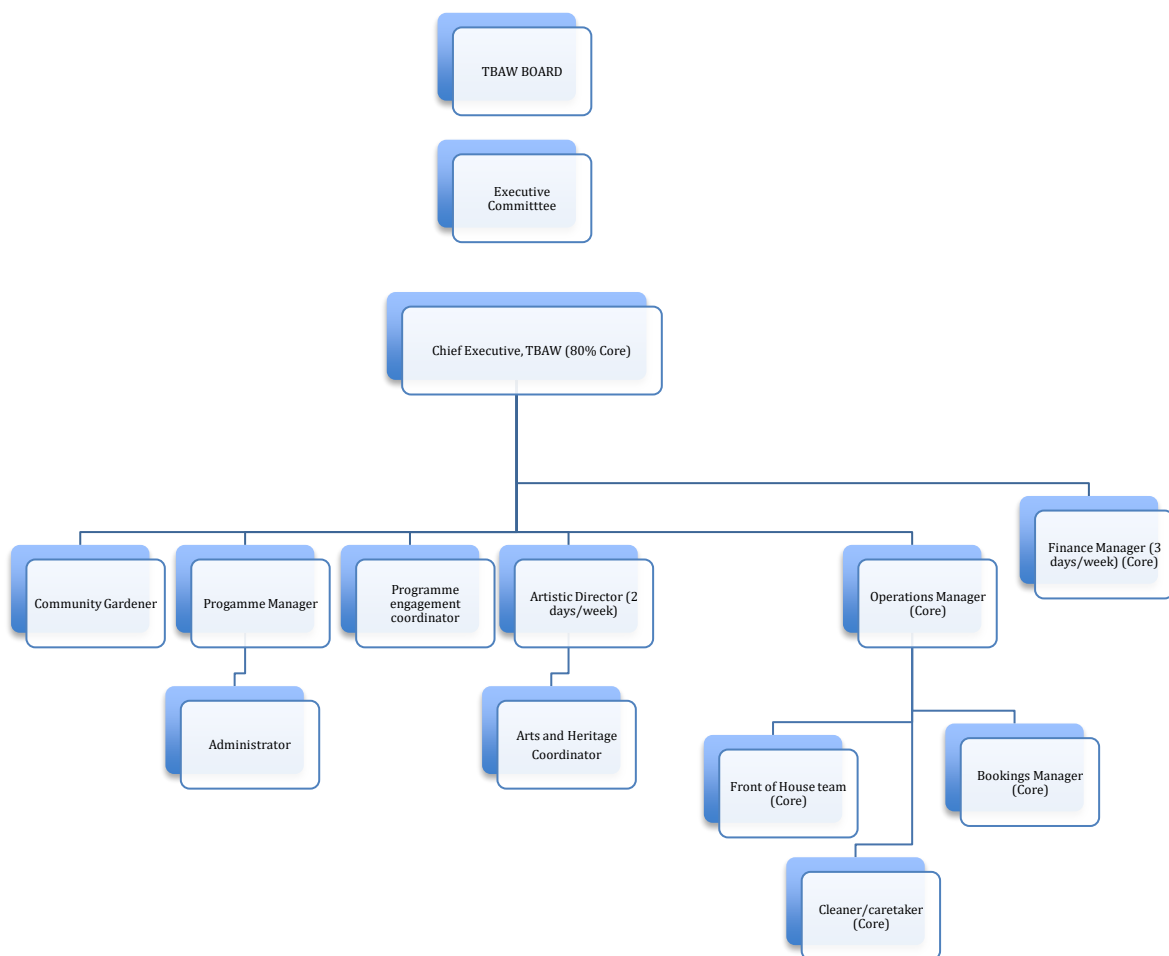 TBAW BOARD
Executive
Committtee
Chief Executive, TBAW (80% Core)
Finance Manager (3
days/week) (Core)
Community Gardener
Progamme Manager
Programme
engagement
coordinator
Artistic Director (2
days/week)
Operations Manager
(Core)
Administrator
Arts and Heritage
Coordinator
Front of House team
(Core)
Bookings Manager
(Core)
Cleaner/caretaker
(Core)